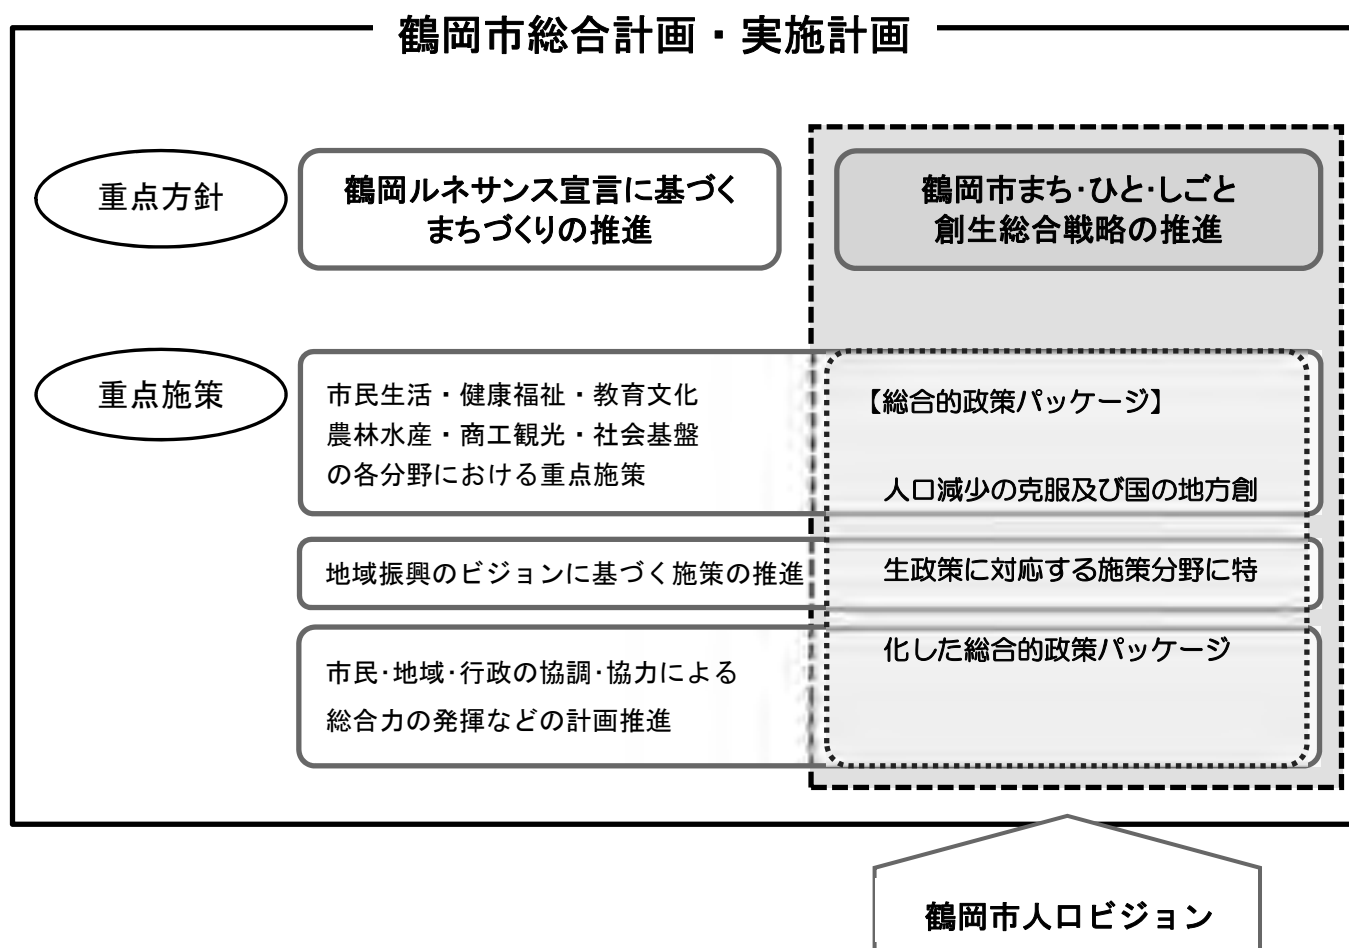 鶴岡市総合計画・実施計画
重点方針
鶴岡ルネサンス宣言に基づく
まちづくりの推進
鶴岡市まち・ひと・しごと
創生総合戦略の推進
重点施策
市民生活・健康福祉・教育文化
農林水産・商工観光・社会基盤
の各分野における重点施策
地域振興のビジョンに基づく施策の推進
市民・地域・行政の協調・協力による
総合力の発揮などの計画推進
【総合的政策パッケージ】
人口減少の克服及び国の地方創
生政策に対応する施策分野に特
化した総合的政策パッケージ
鶴岡市人口ビジョン